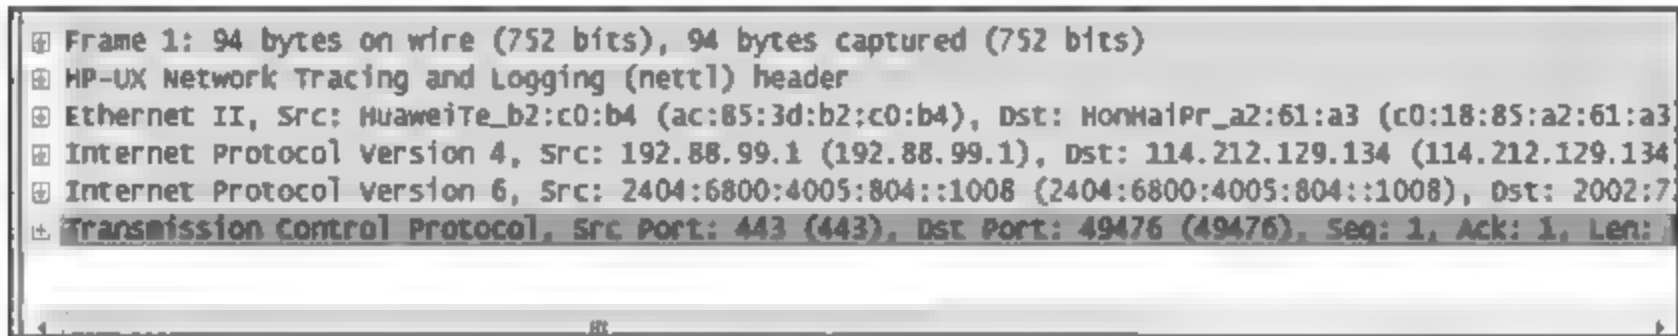 Frame 1: 94 bytes on wire (752 bits), 94 bytes captured (752 bits)
HP-UX Network Tracing and Logging (nettl) header
Ethernet II, Src: HuaweiTe_b2:c0:b4 (ac:85:3d:b2:c0:b4), Dst: HonHaiPr_a2:61:a3 (c0:18:85:a2:61:a3
Internet Protocol Version 4, Src: 192.88.99.1 (192.88.99.1), Dst: 114.212.129.134 (114.212.129.134
Internet Protocol Version 6, Src: 2404:6800:4005:804::1008 (2404:6800:4005:804::1008), Dst: 2002:7
Transmission Control Protocol, Src Port: 443 (443), Dst Port: 49476 (49476), Seq: 1, Ack: 1, Len: